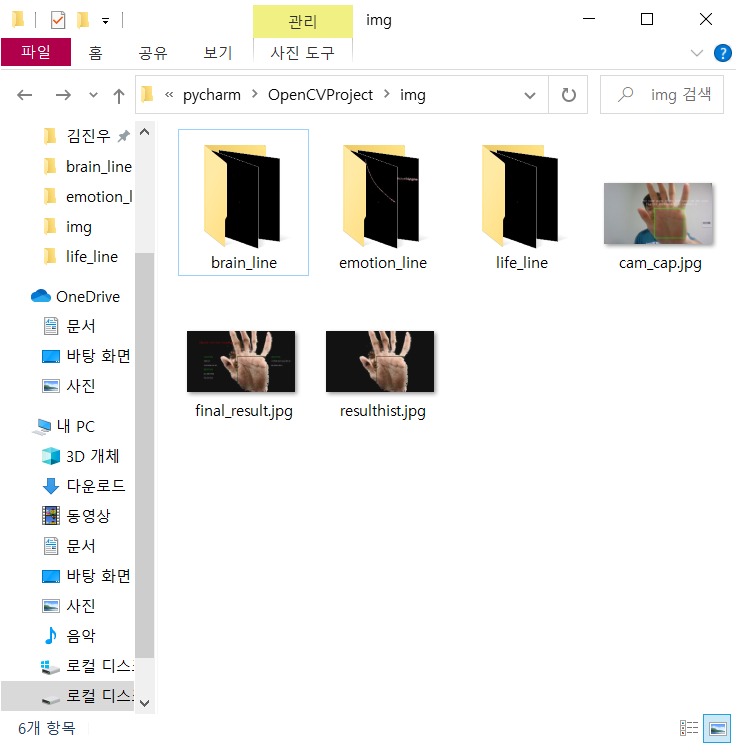 관리
img
파일
홈
공유
보기
사진 도구
« pycharm > OpenCVProject > img
img 검색
김진우
brain_line
emotion_l
img
life_line
OneDrive
문서
바탕 화면
사진
내 PC
3D 개체
다운로드
동영상
문서
바탕 화면
사진
음악
로컬 디스
로컬 디스
brain_line
emotion_line
life_line
cam_cap.jpg
final_result.jpg
resulthist.jpg
6개 항목